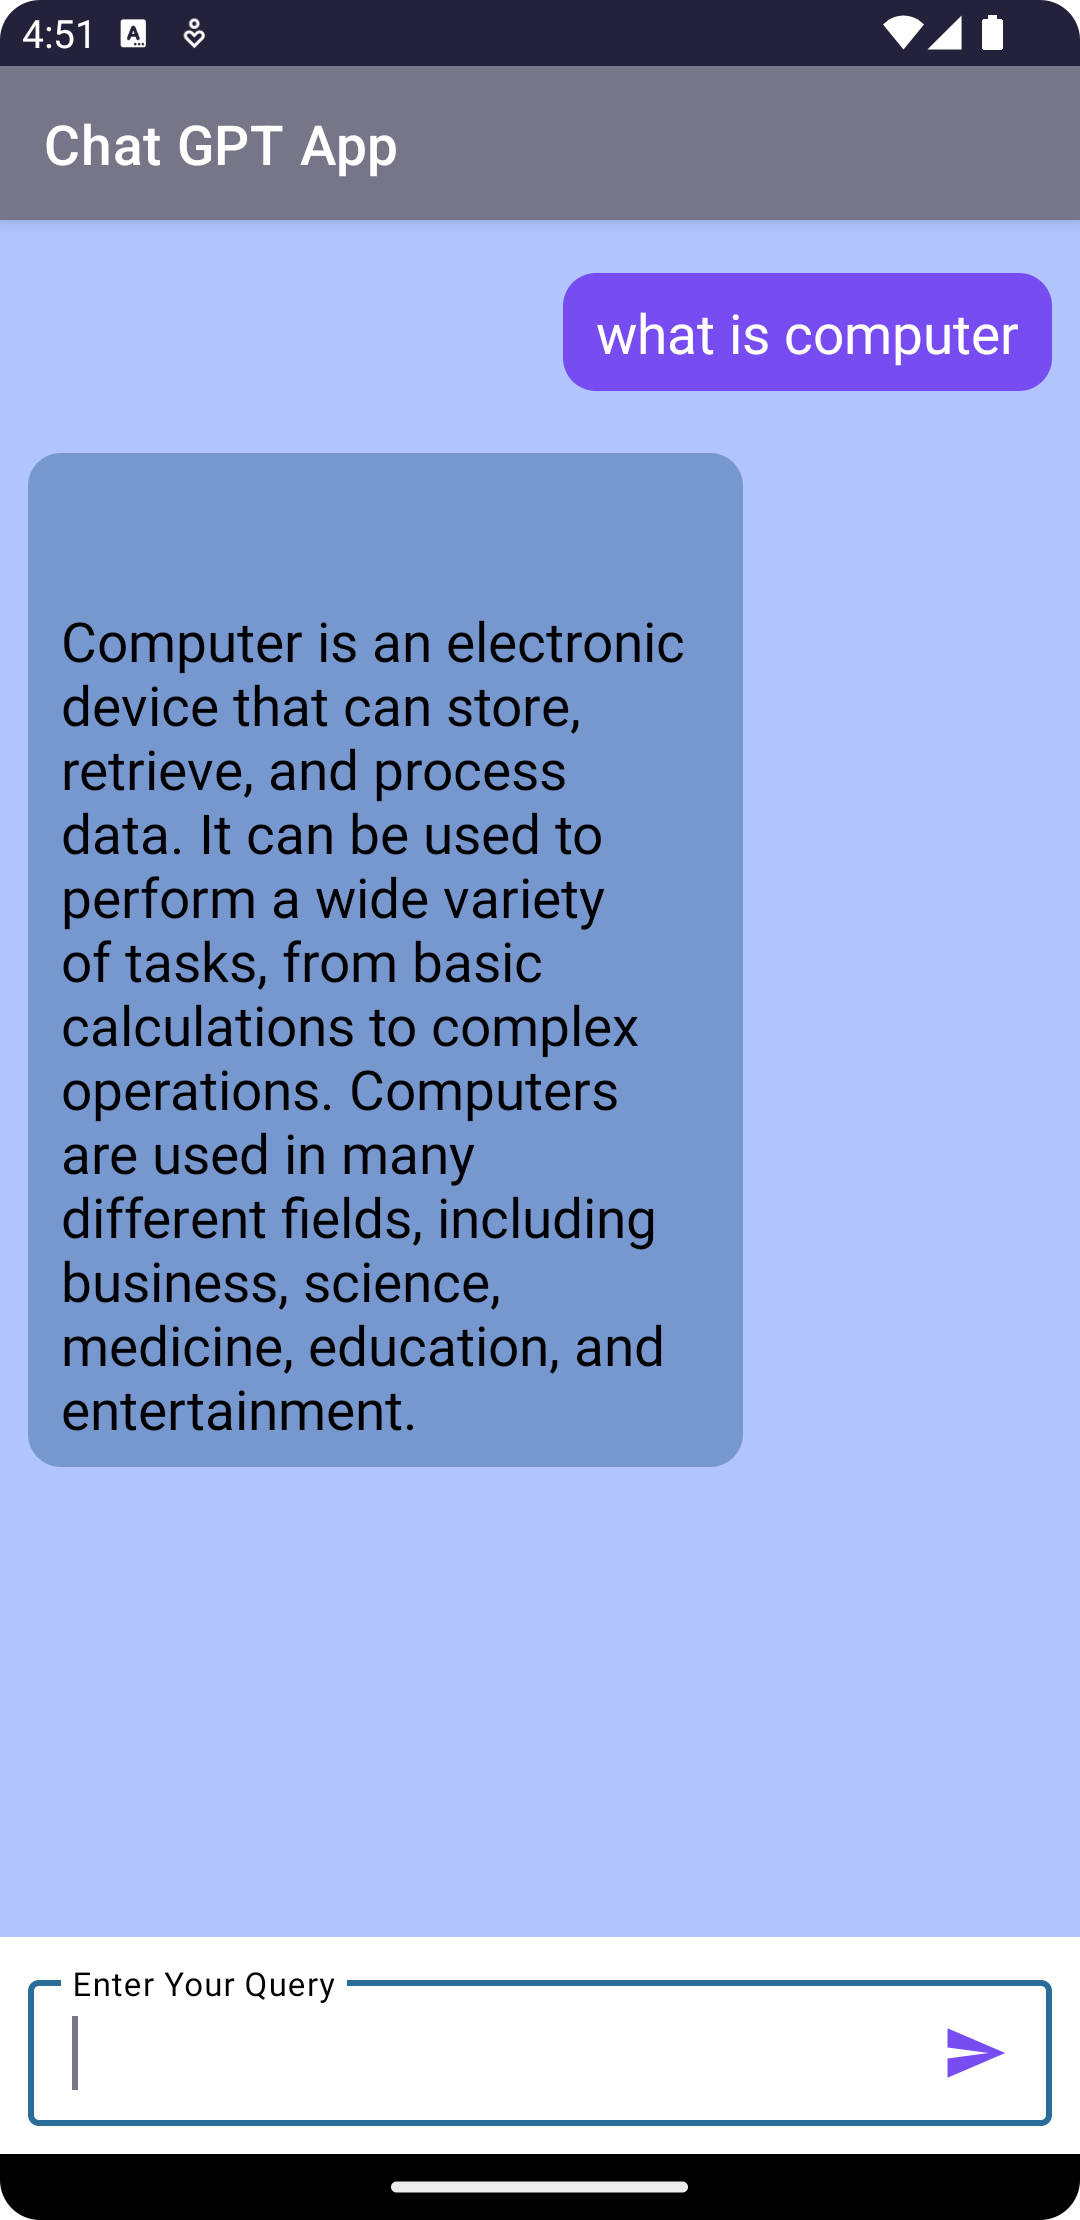 4:51
Chat GPT App
what is computer
Computer is an electronic
device that can store,
retrieve, and process
data. It can be used to
perform a wide variety
of tasks, from basic
calculations to complex
operations. Computers
are used in many
different fields, including
business, science,
medicine, education, and
entertainment.
Enter Your Query